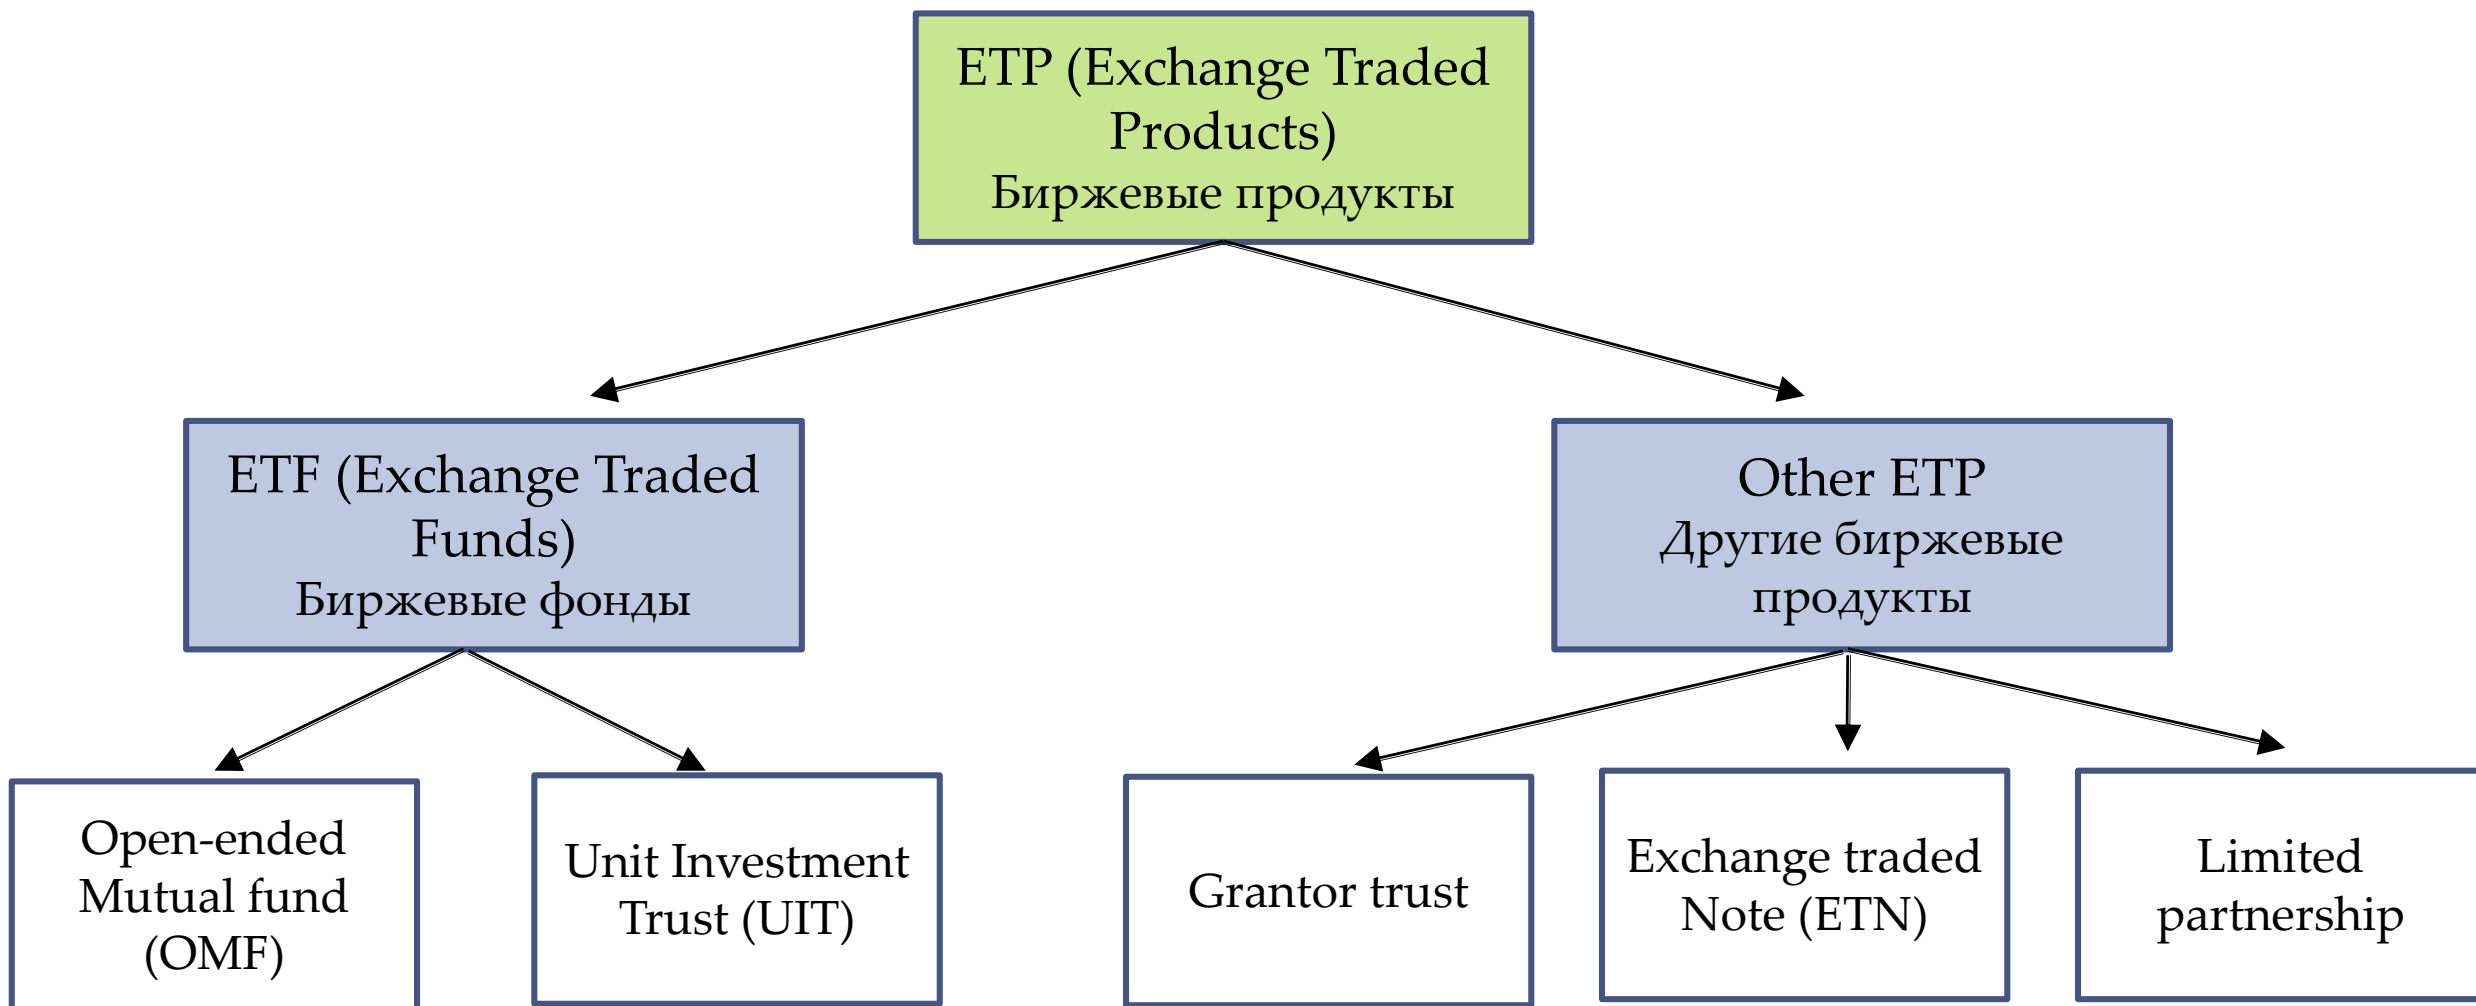 ETP (Exchange Traded
Products)
Биржевые продукты
ETF (Exchange Traded
Funds)
Биржевые фонды
Other ETP
Другие биржевые
продукты
Open-ended
Mutual fund
(OMF)
Unit Investment
Trust (UIT)
Grantor trust
Exchange traded
Note (ETN)
Limited
partnership